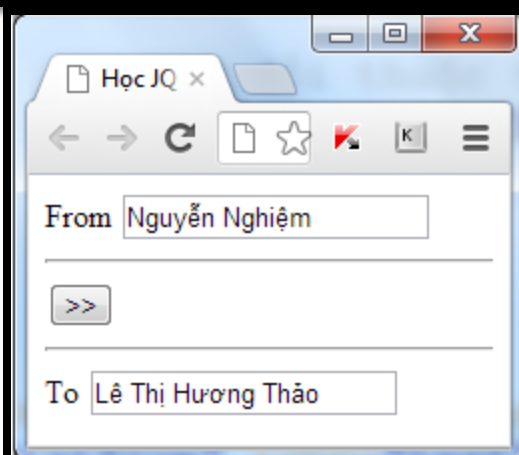 Học JQ
K
From Nguyễn Nghiệm
>>
To Lê Thị Hương Thảo